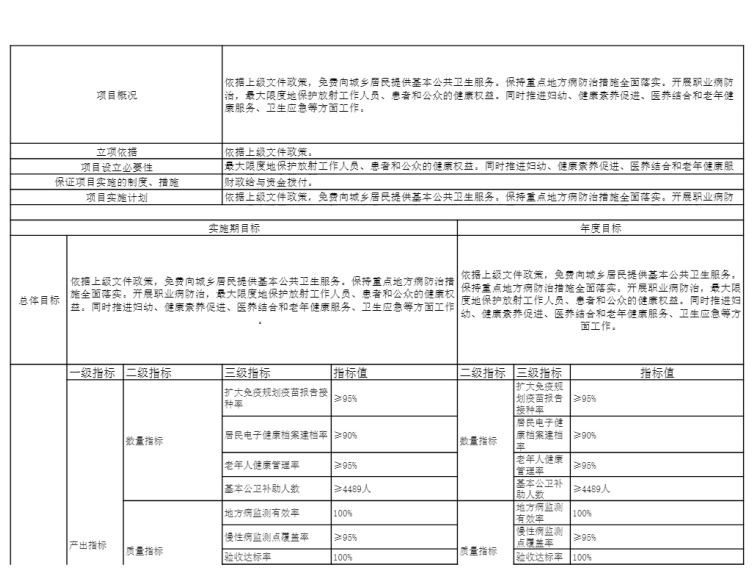 项目概况
依据上级文件政策，免费向城乡居民提供基本公共卫生服务。保持重点地方病防治措施全面落实。开展职业病防
治，最大限度地保护放射工作人员、患者和公众的健康权益。同时推进妇幼、健康素养促进、医养结合和老年健
康服务、卫生应急等方面工作。
立项依据
依据上级文件政策。
项目设立必要性
最大限度地保护放射工作人员、患者和公众的健康权益。同时推进妇幼、健康素养促进、医养结合和老年健康服
保证项目实施的制度、措施
财政给与资金拨付。
项目实施计划
依据上级文件政策，免费向城乡居民提供基本公共卫生服务。保持重点地方病防治措施全面落实。开展职业病防
实施期目标
年度目标
总体目标
依据上级文件政策，免费向城乡居民提供基本公共卫生服务。保持重点地方病防治措
施全面落实。开展职业病防治，最大限度地保护放射工作人员、患者和公众的健康权
益。同时推进妇幼、健康素养促进、医养结合和老年健康服务、卫生应急等方面工作
。
依据上级文件政策，免费向城乡居民提供基本公共卫生服务。
保持重点地方病防治措施全面落实。开展职业病防治，最大限
度地保护放射工作人员、患者和公众的健康权益。同时推进妇
幼、健康素养促进、医养结合和老年健康服务、卫生应急等方
面工作。
一级指标 二级指标 三级指标 指标值 二级指标 三级指标 指标值
产出指标
数量指标
扩大免疫规划疫苗报告接
种率
≥95%
居民电子健康档案建档率 ≥90%
老年人健康管理率 ≥95%
基本公卫补助人数 ≥4489人
质量指标
地方病监测有效率 100%
慢性病监测点覆盖率 ≥95%
验收达标率 100%
数量指标
扩大免疫规
划疫苗报告
接种率
≥95%
居民电子健
康档案建档
率
≥90%
老年人健康
管理率
≥95%
基本公卫补
助人数
≥4489人
质量指标
地方病监测
有效率
100%
慢性病监测
点覆盖率
≥95%
验收达标率 100%